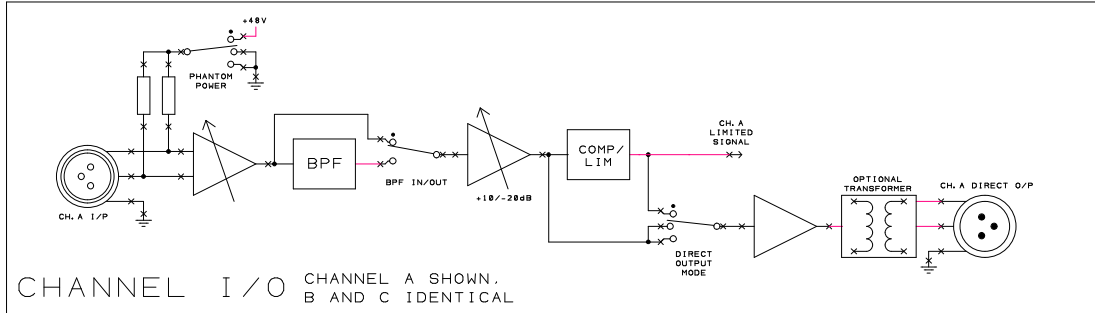 +48V
PHANTOM
POWER
CH.A I/P
BPF
BPF IN/OUT
+10/-20dB
COMP/
LIM
CH.A
LIMITED
SIGNAL
DIRECT
OUTPUT
MODE
OPTIONAL
TRANSFORMER
CH.A DIRECT O/P
CHANNEL I/O
CHANNEL A SHOWN.
B AND C IDENTICAL